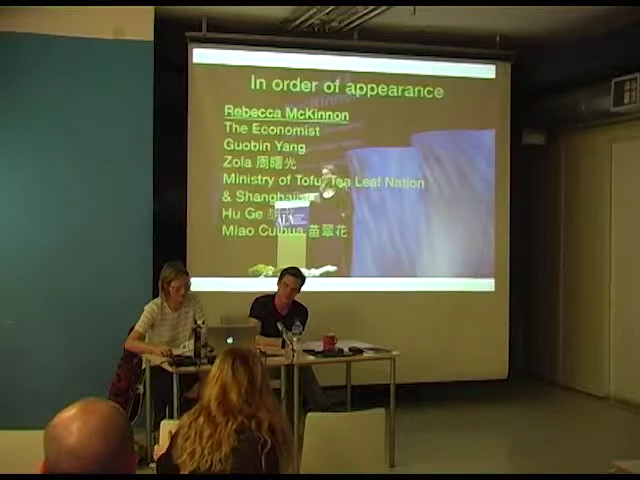 In order of appearance
Rebecca McKinnon
The Economist
Guobin Yang
Zola 周曙光
Ministry of Tofu, Tea Leaf Nation
& Shanghaiist
Hu Ge
Miao Cuihua 苗翠花
ALA